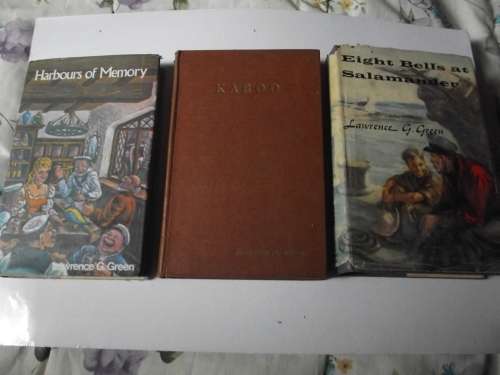 Harbours of Memory
Lawrence G. Green
KAROO
Eight Bells at
Salamander
Lawrence G. Green